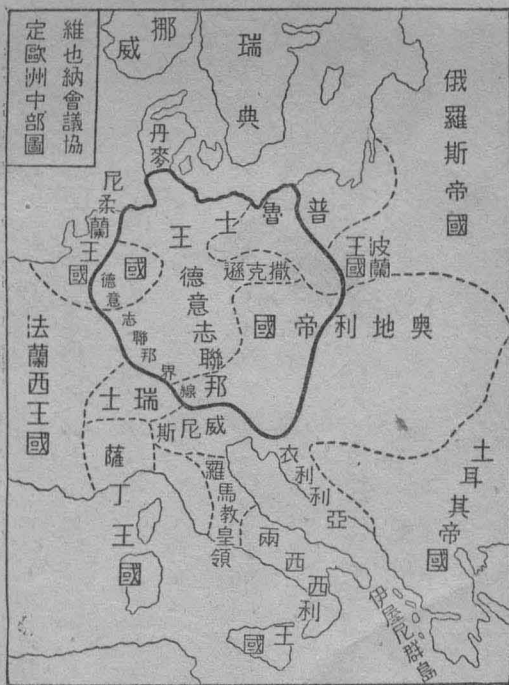 維也納會議協
定歐洲中部圖
挪威
瑞典
俄羅斯帝國
丹麥
尼柔蘭王國
普魯士王國
波蘭王國
撒克遜
德意志聯邦
德意志聯邦界線
奧地利帝國
法蘭西王國
瑞士
威尼斯
薩丁王國
羅馬教皇領
衣利利亞
兩西西利王國
土耳其帝國
伊屋尼群島